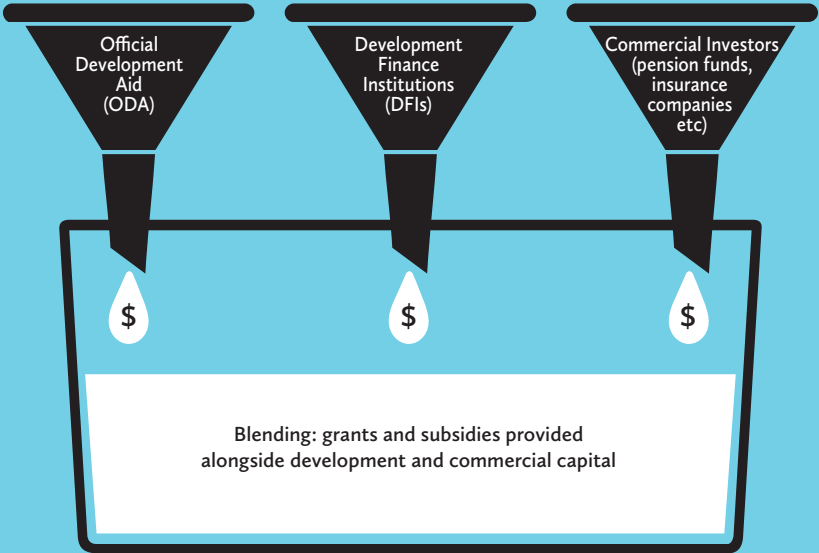 Official
Development
Aid
(ODA)
Development
Finance
Institutions
(DFIs)
Commercial Investors
(pension funds,
insurance
companies
etc)
$
$
$
Blending: grants and subsidies provided
alongside development and commercial capital